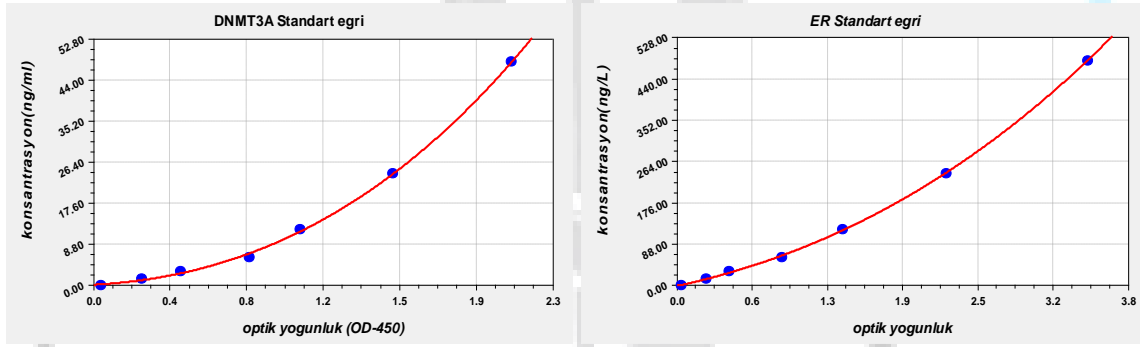 DNMT3A Standart egri
konsantrasyon(ng/ml)
52.80
44.00
35.20
26.40
17.60
5.80
0.00
0.0 0.4 0.8 1.2 1.5 1.9 2.3
optik yogunluk (OD-450)
ER Standart egri
konsantrasyon(ng/L)
528.00
440.00
352.00
264.00
176.00
88.00
0.00
0.0 0.6 1.3 1.9 2.5 3.2 3.8
optik yogunluk